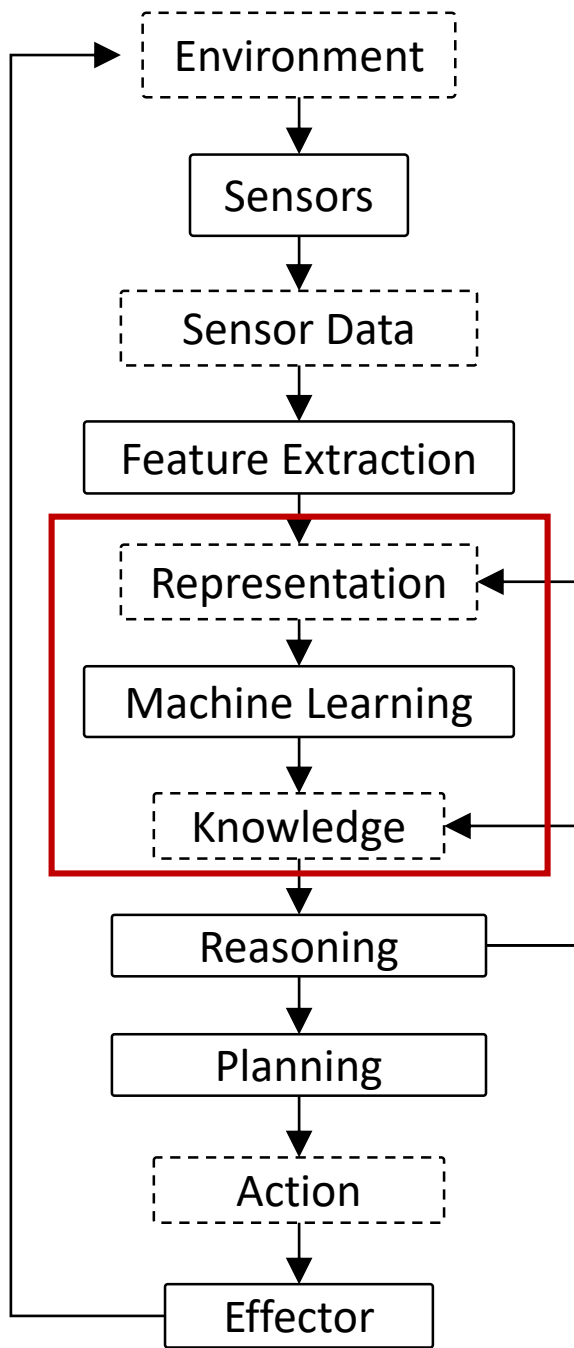 Environment
Sensors
Sensor Data
Feature Extraction
Representation
Machine Learning
Knowledge
Reasoning
Planning
Action
Effector